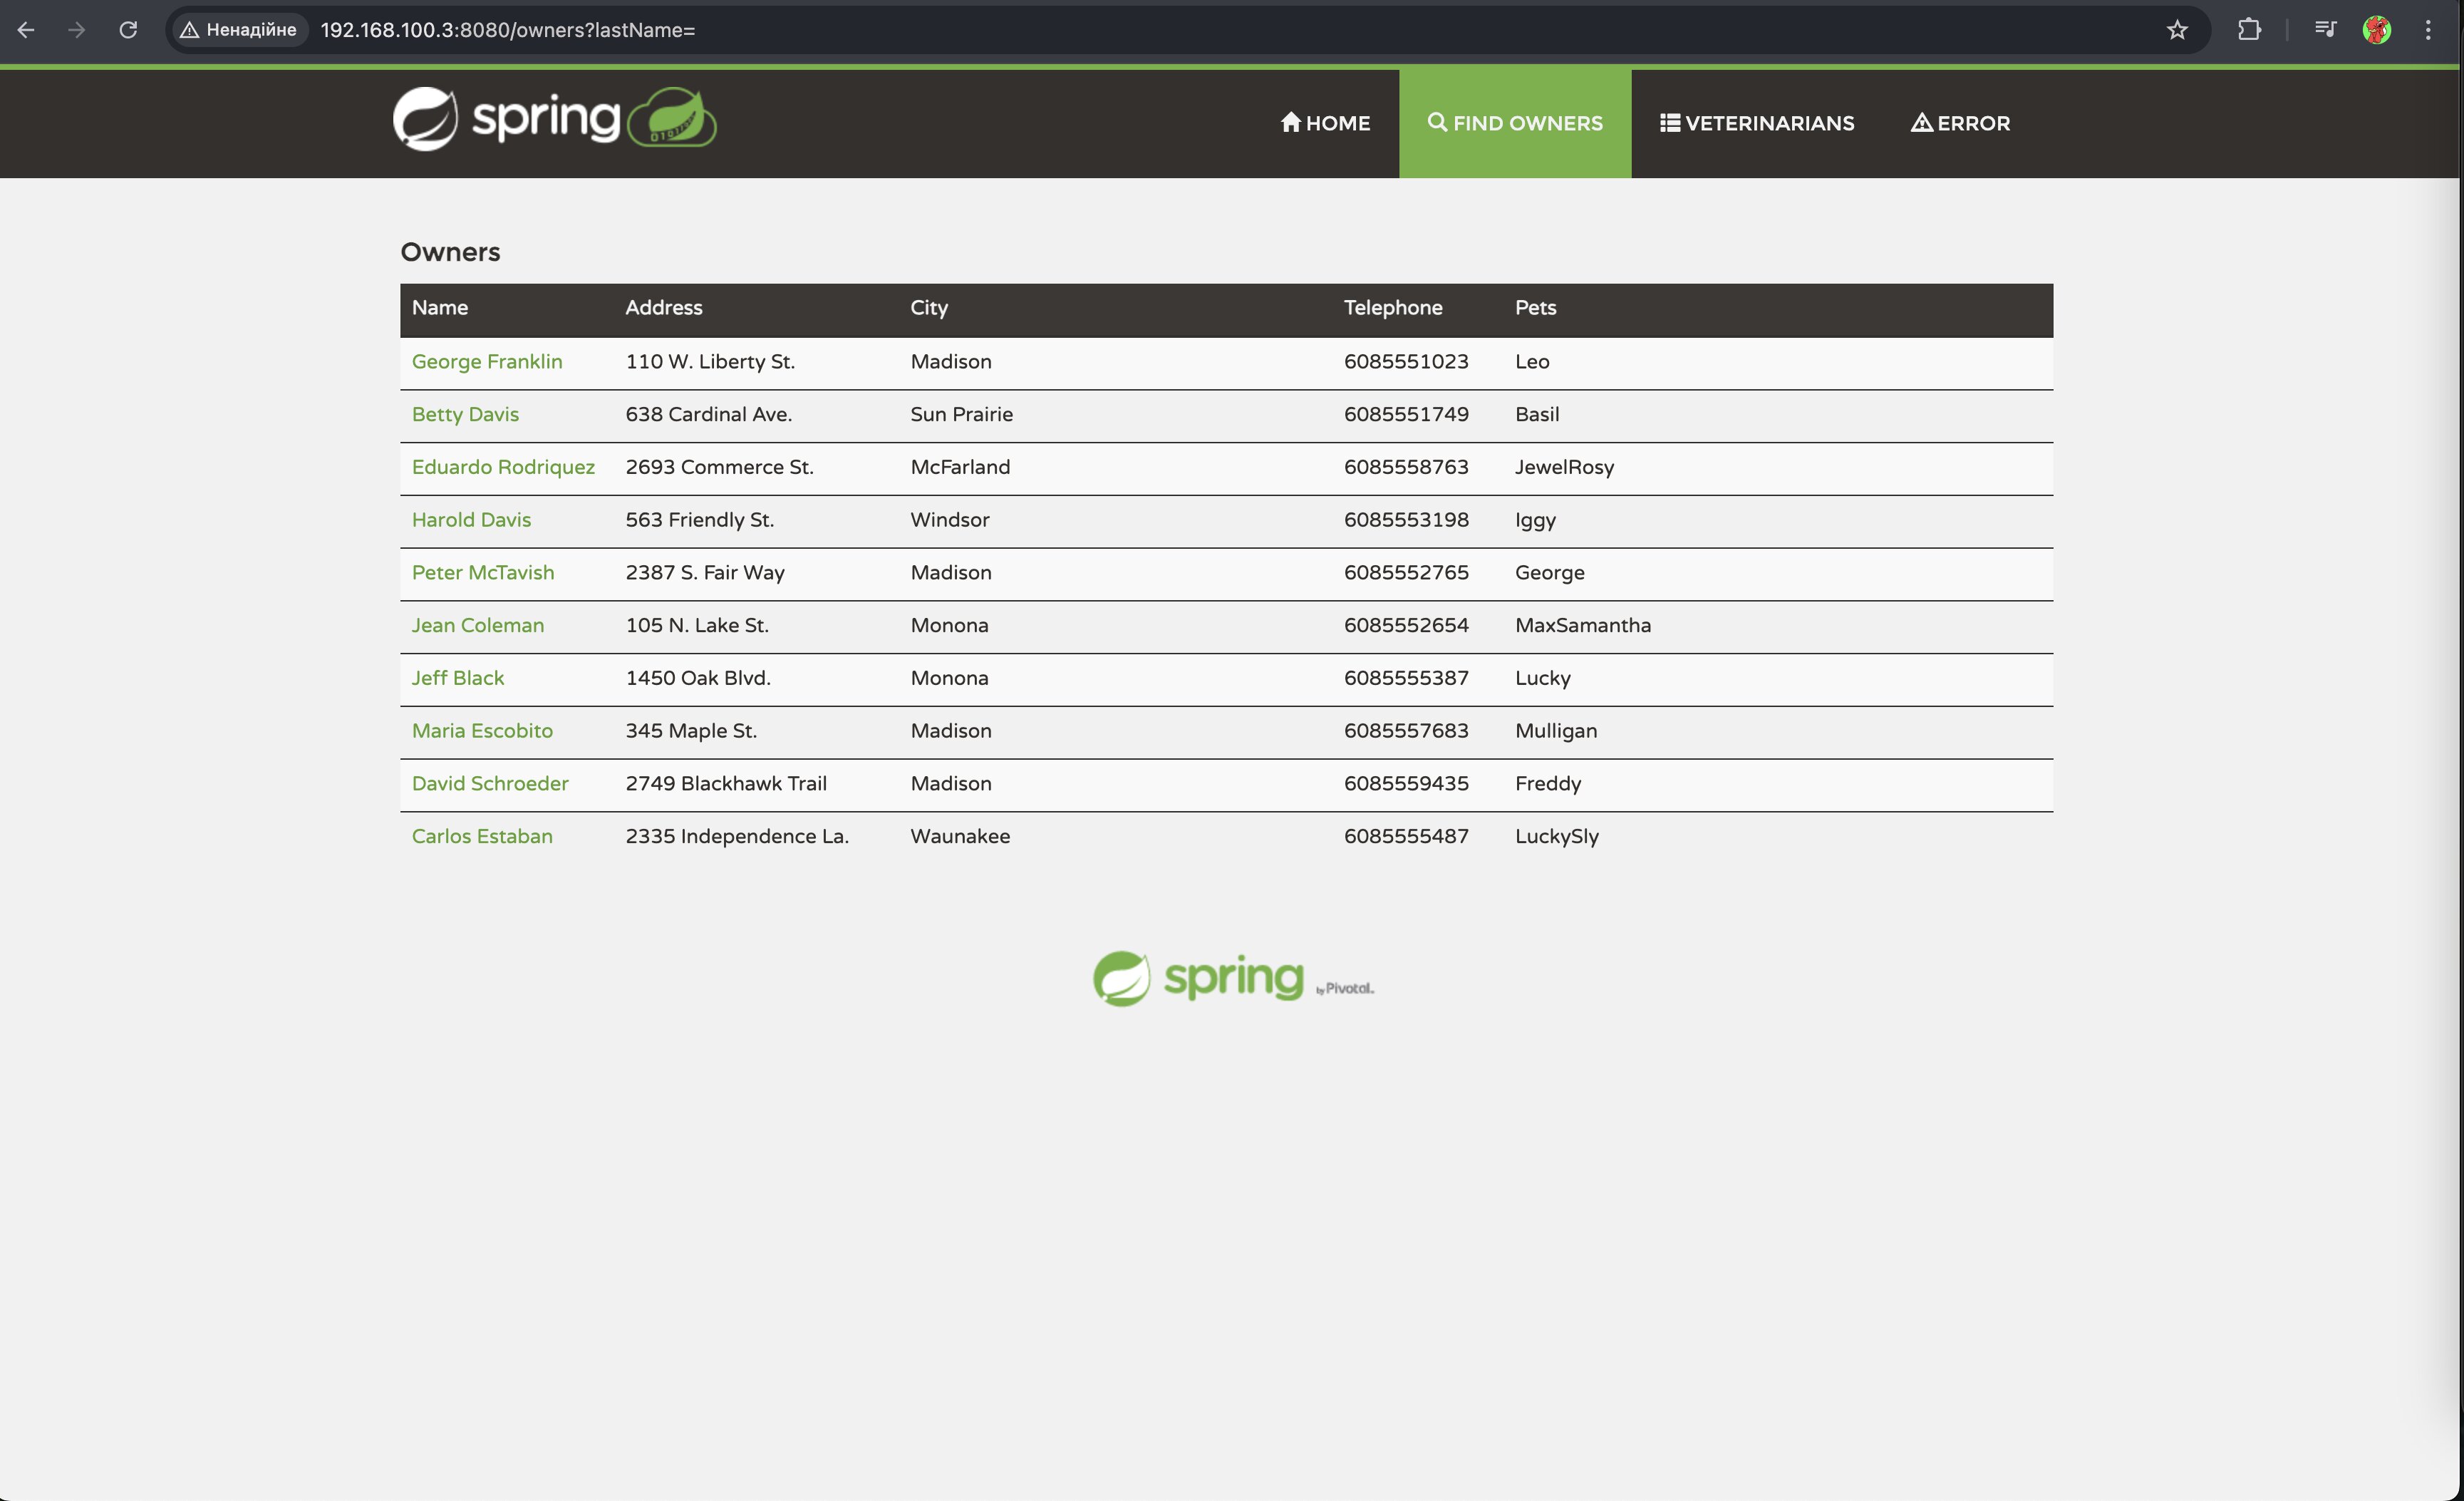 Ненадійне 192.168.100.3:8080/owners?lastName=
spring HOME FIND OWNERS VETERINARIANS ERROR
Owners
Name Address City Telephone Pets
George Franklin 110 W. Liberty St. Madison 6085551023 Leo
Betty Davis 638 Cardinal Ave. Sun Prairie 6085551749 Basil
Eduardo Rodriquez 2693 Commerce St. McFarland 6085558763 JewelRosy
Harold Davis 563 Friendly St. Windsor 6085553198 Iggy
Peter McTavish 2387 S. Fair Way Madison 6085552765 George
Jean Coleman 105 N. Lake St. Monona 6085552654 MaxSamantha
Jeff Black 1450 Oak Blvd. Monona 6085555387 Lucky
Maria Escobito 345 Maple St. Madison 6085557683 Mulligan
David Schroeder 2749 Blackhawk Trail Madison 6085559435 Freddy
Carlos Estaban 2335 Independence La. Waunakee 6085555487 LuckySly
spring by Pivotal